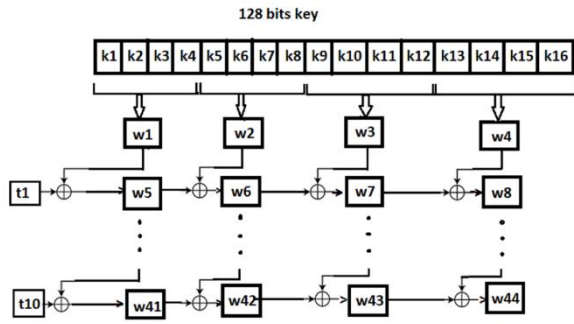 128 bits key
k1 k2 k3 k4 k5 k6 k7 k8 k9 k10 k11 k12 k13 k14 k15 k16
w1 w2 w3 w4
t1 w5 w6 w7 w8
t10 w41 w42 w43 w44